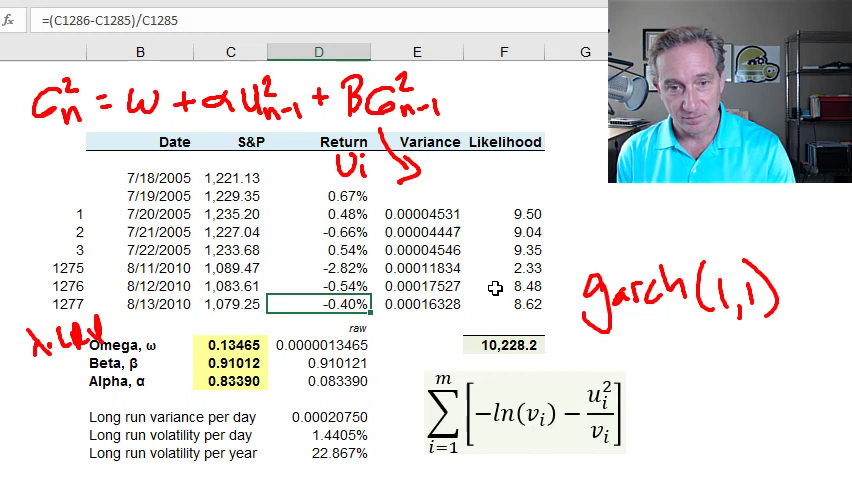 fx =(C1286-C1285)/C1285
B C D E F G
σ²n = ω + αu²n-1 + βσ²n-1
Date S&P Return Variance Likelihood
ui
7/18/2005 1,221.13
7/19/2005 1,229.35 0.67%
1 7/20/2005 1,235.20 0.48% 0.00004531 9.50
2 7/21/2005 1,227.04 -0.66% 0.00004447 9.04
3 7/22/2005 1,233.68 0.54% 0.00004546 9.35
1275 8/11/2010 1,089.47 -2.82% 0.00011834 2.33
1276 8/12/2010 1,083.61 -0.54% 0.00017527 8.48
1277 8/13/2010 1,079.25 -0.40% 0.00016328 8.62
garch(1,1)
raw
Omega, ω 0.13465 0.0000013465 10,228.2
Beta, β 0.91012 0.910121
Alpha, α 0.83390 0.083390
Long run variance per day 0.00020750
Long run volatility per day 1.4405%
Long run volatility per year 22.867%
m ∑ i=1 [−ln(vi) − ui²/vi]